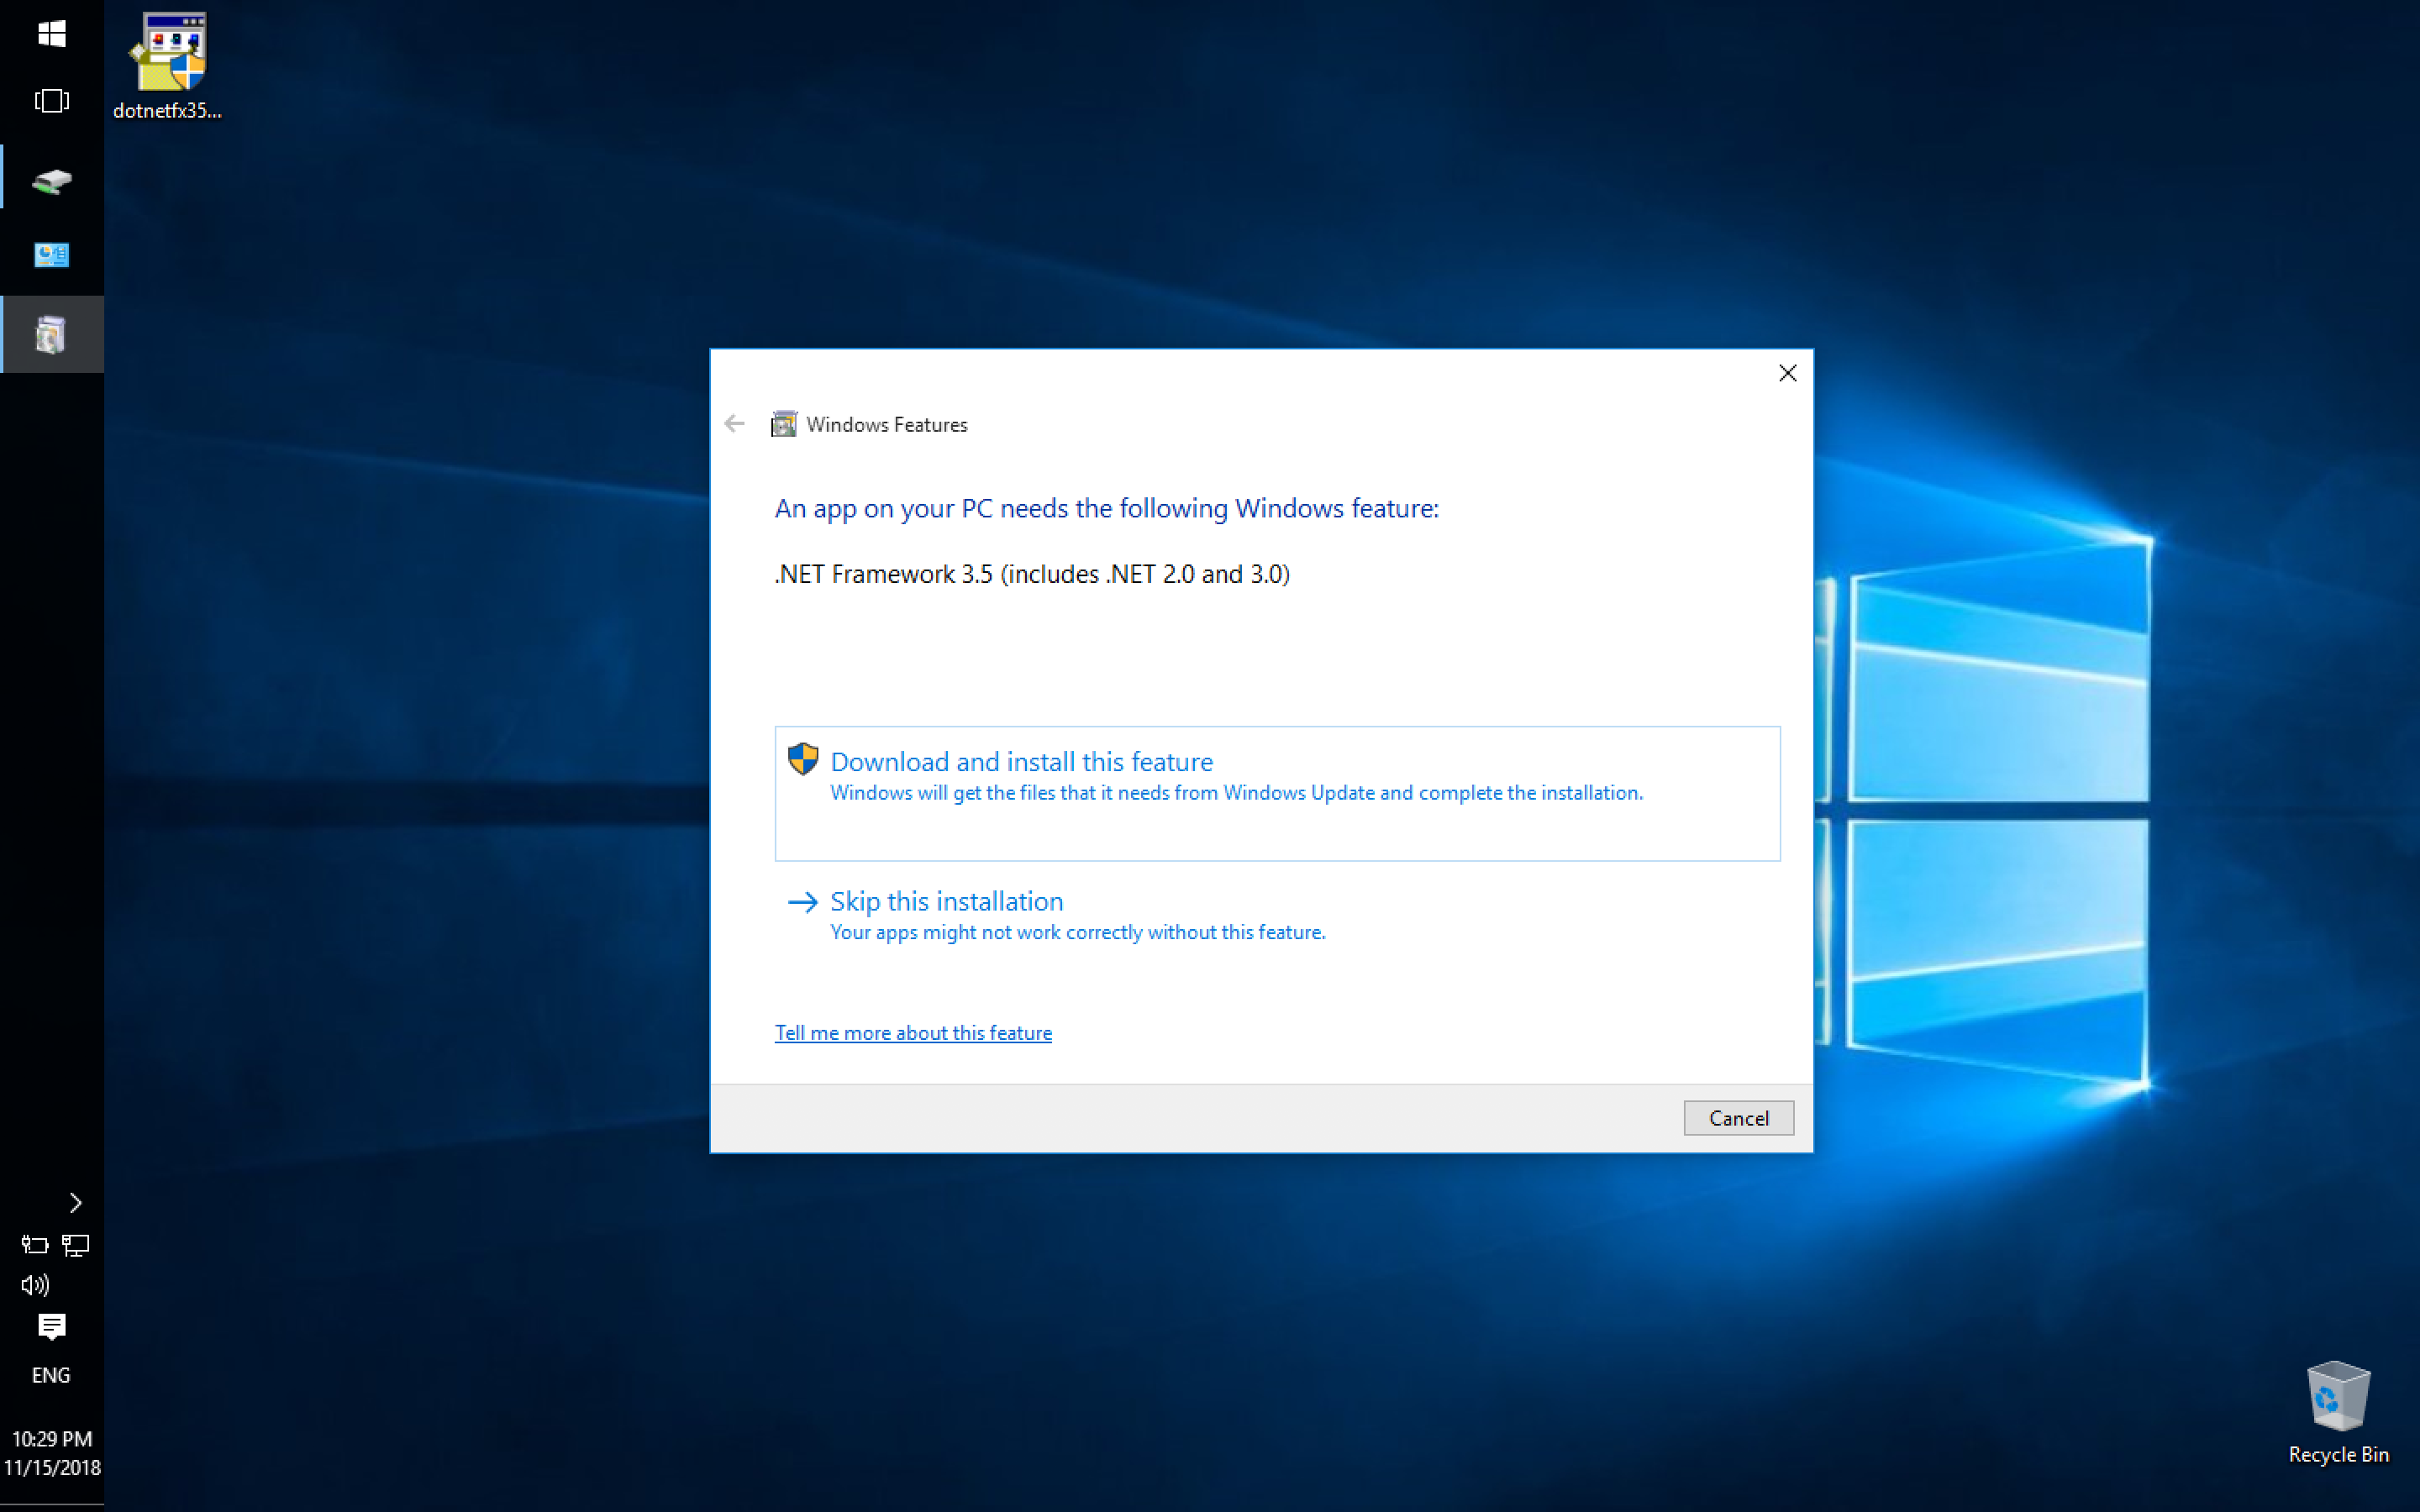 dotnetfx35...
Windows Features
An app on your PC needs the following Windows feature:
.NET Framework 3.5 (includes .NET 2.0 and 3.0)
Download and install this feature
Windows will get the files that it needs from Windows Update and complete the installation.
Skip this installation
Your apps might not work correctly without this feature.
Tell me more about this feature
Cancel
ENG
10:29 PM
11/15/2018
Recycle Bin